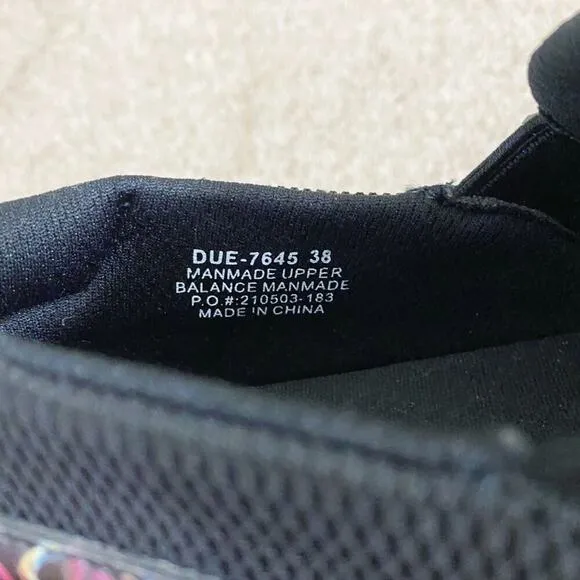 DUE-7645 38
MANMADE UPPER
BALANCE MANMADE
P.O.#:210503-183
MADE IN CHINA